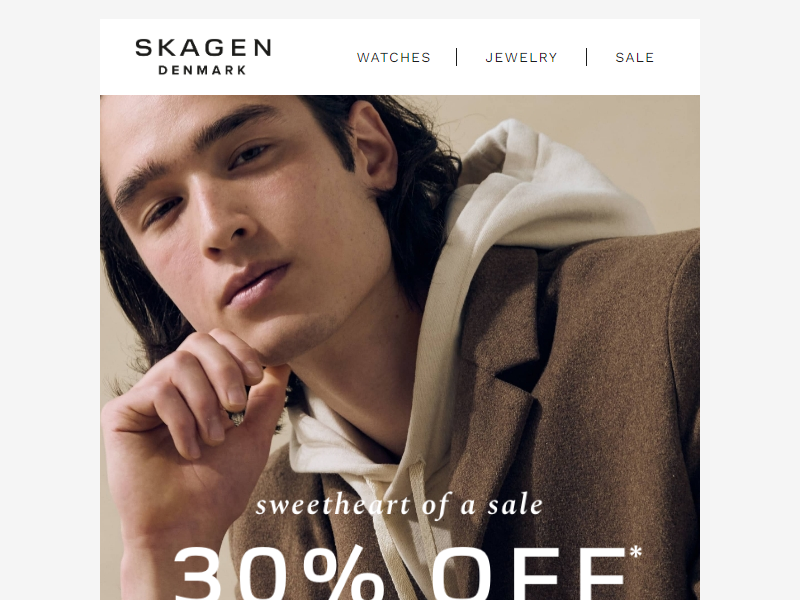 SKAGEN
DENMARK
WATCHES | JEWELRY | SALE
sweetheart of a sale
30% OFF*